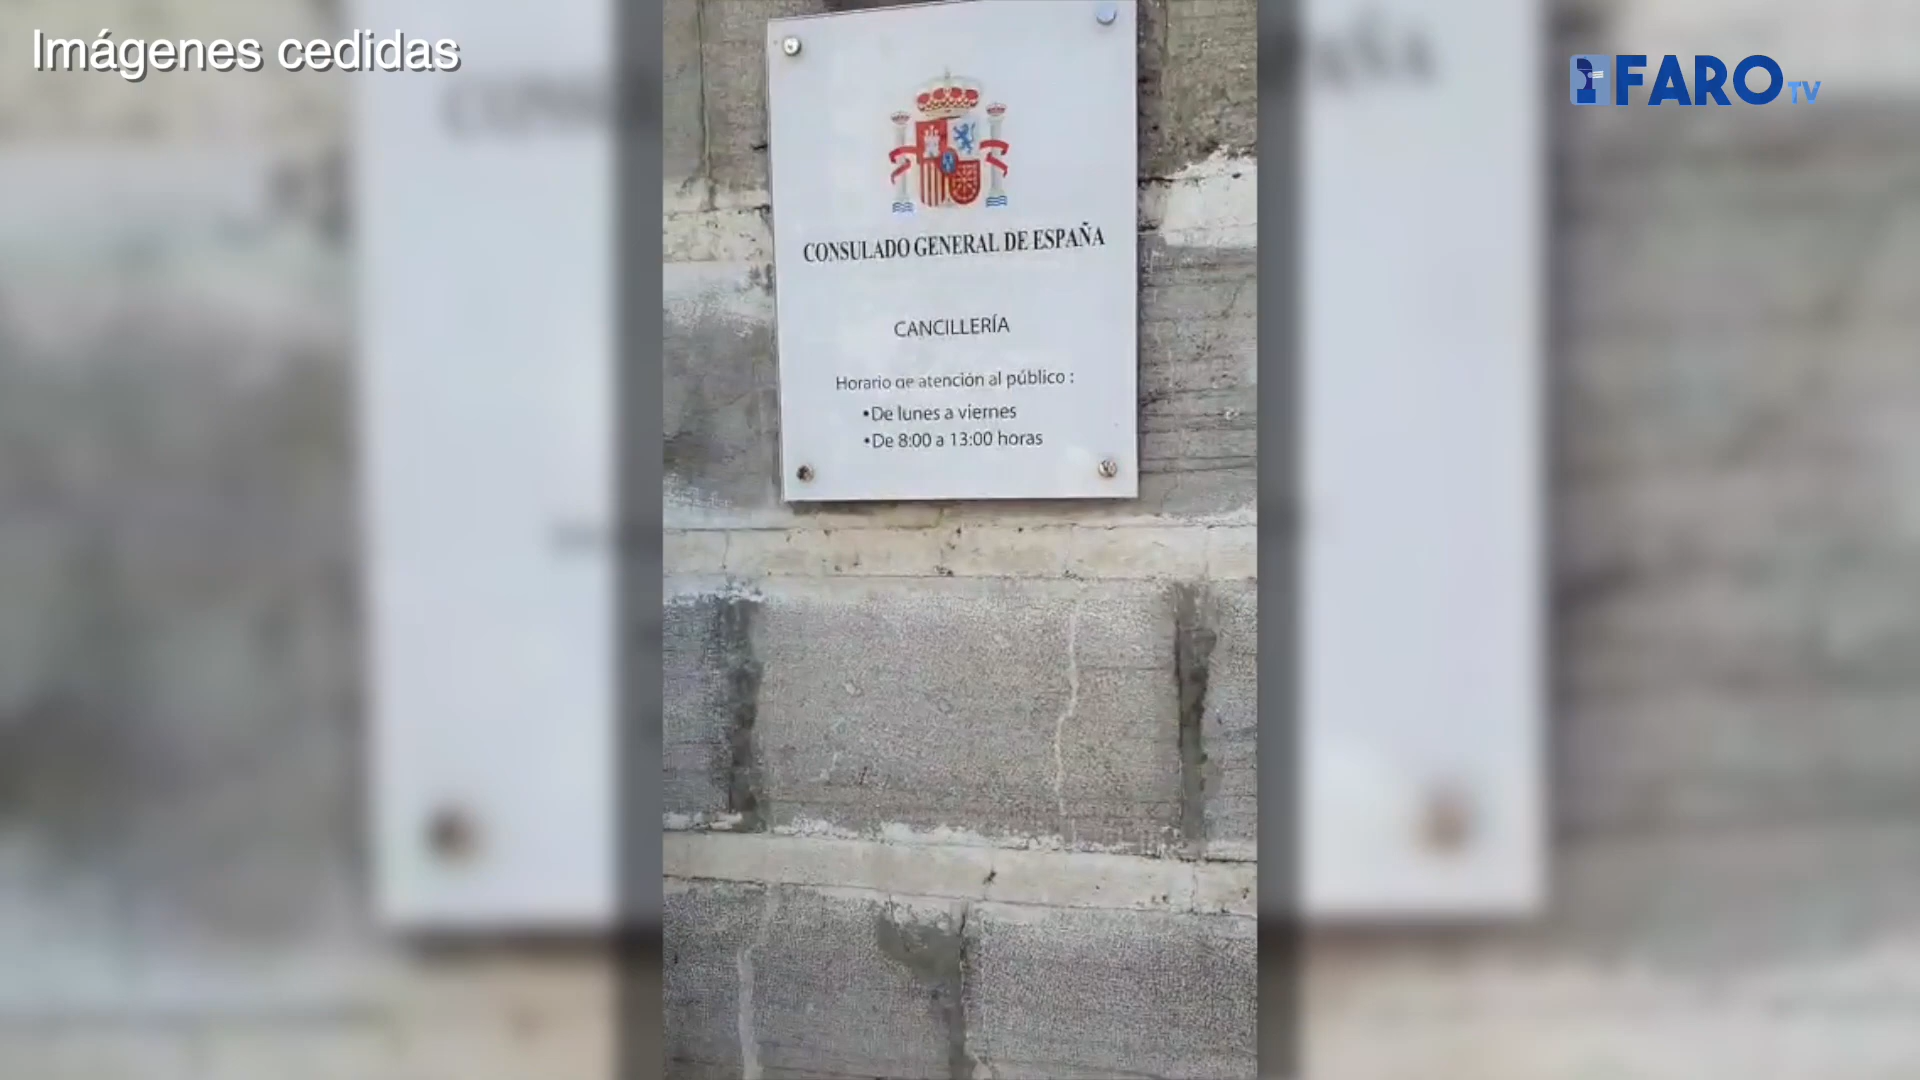 Imágenes cedidas
FARO TV
CONSULADO GENERAL DE ESPAÑA
CANCILLERÍA
Horario de atención al público :
•De lunes a viernes
•De 8:00 a 13:00 horas